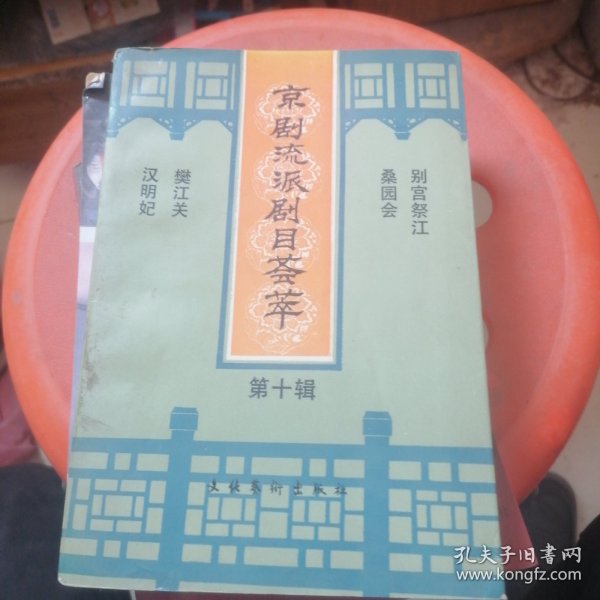 京剧流派剧目荟萃
别宫祭江
桑园会
樊江关
汉明妃
第十辑
文化艺术出版社
孔夫子旧书网
www.kongfz.com